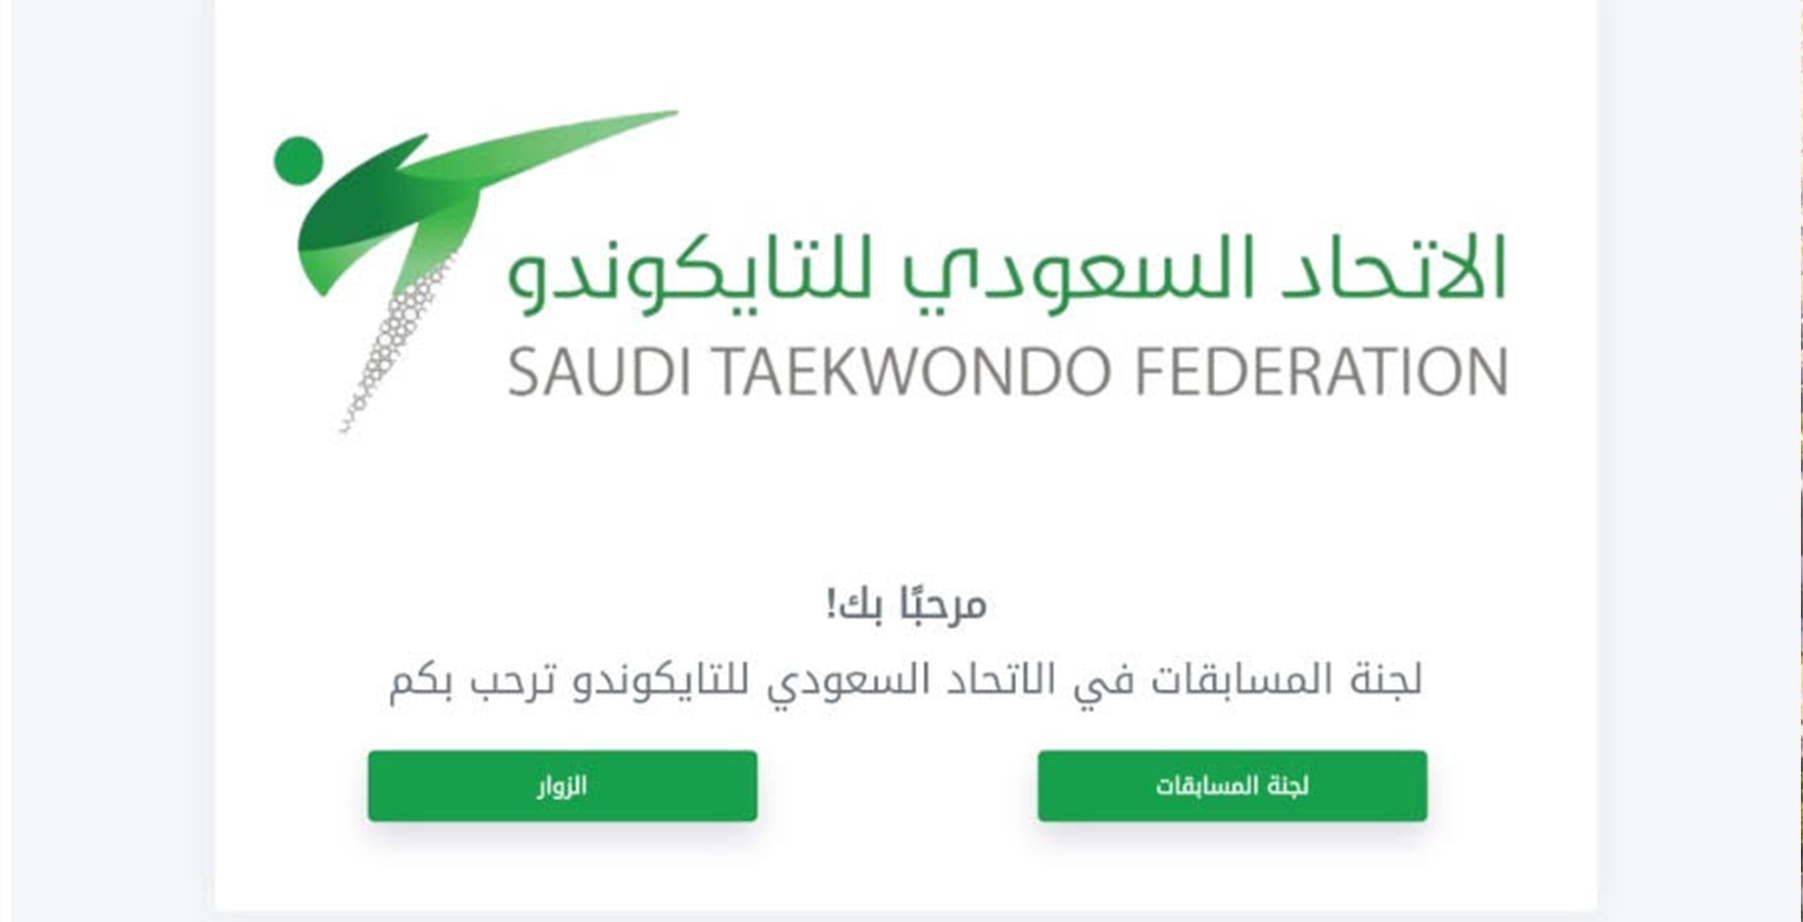 الاتحاد السعودي للتايكوندو
SAUDI TAEKWONDO FEDERATION
مرحبًا بك!
لجنة المسابقات في الاتحاد السعودي للتايكوندو ترحب بكم
لجنة المسابقات
الزوار